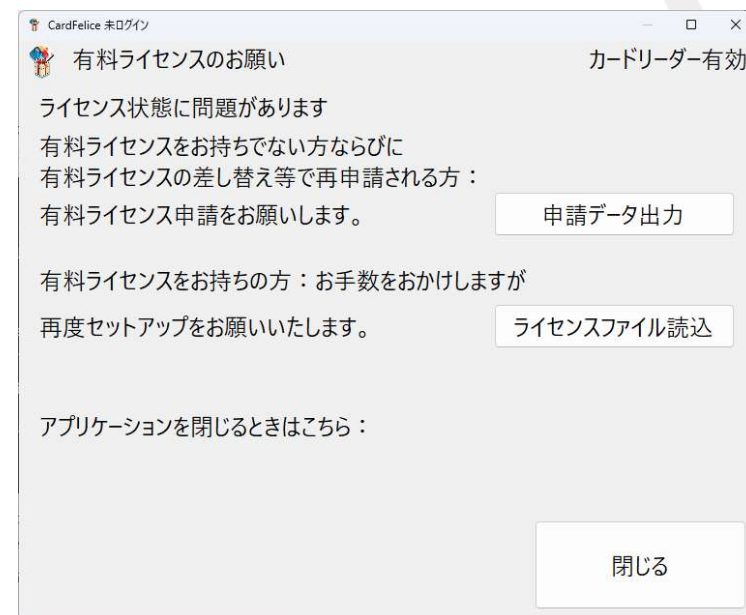 CardFelice 未ログイン
有料ライセンスのお願い
カードリーダー有効
ライセンス状態に問題があります
有料ライセンスをお持ちでない方ならびに
有料ライセンスの差し替え等で再申請される方：
有料ライセンス申請をお願いします。
申請データ出力
有料ライセンスをお持ちの方：お手数をおかけしますが
再度セットアップをお願いいたします。
ライセンスファイル読込
アプリケーションを閉じるときはこちら：
閉じる